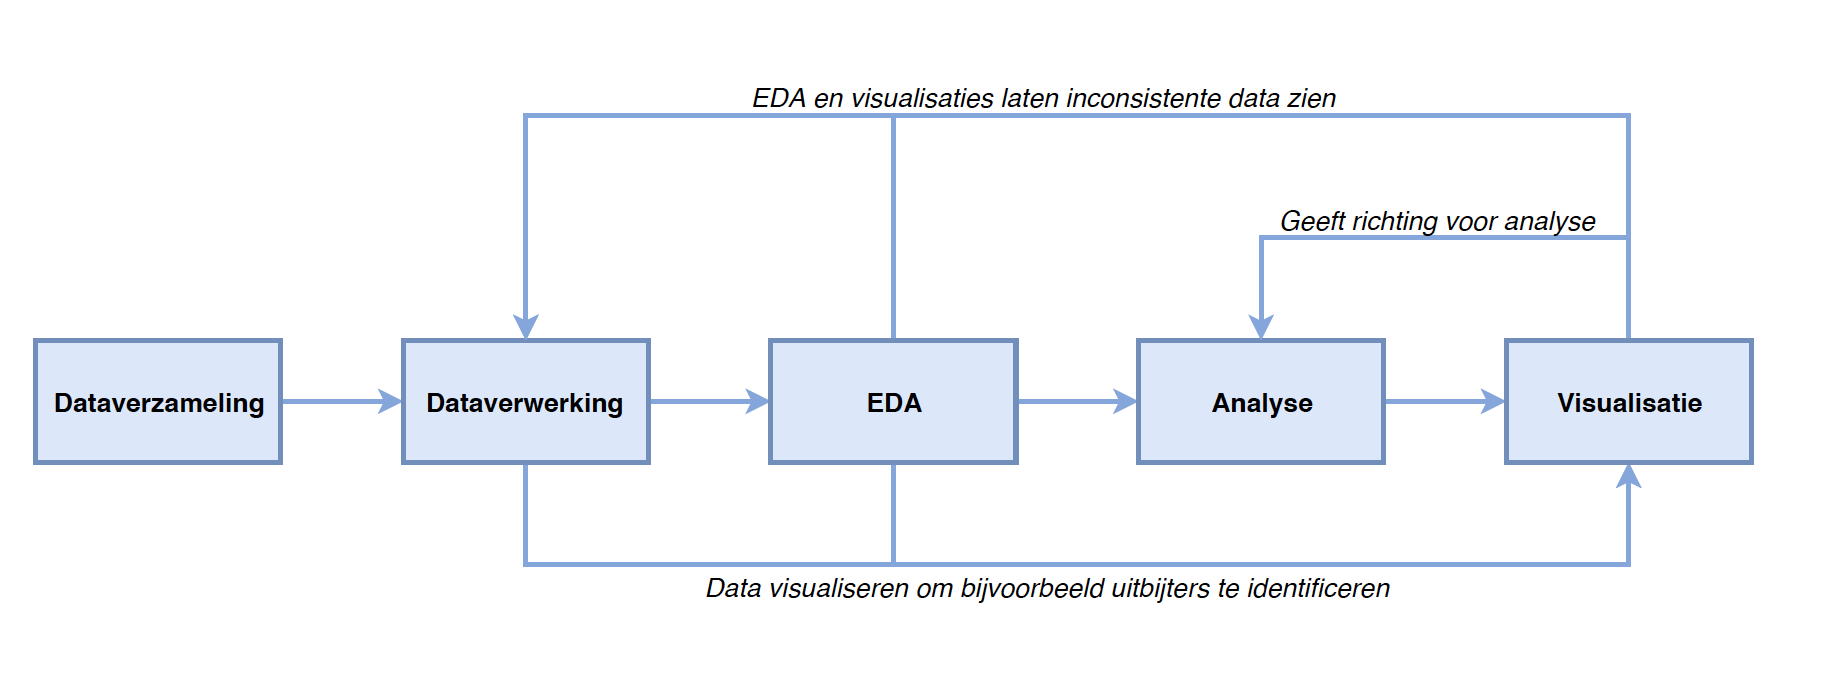 EDA en visualisaties laten inconsistente data zien
Geeft richting voor analyse
Dataverzameling
Dataverwerking
EDA
Analyse
Visualisatie
Data visualiseren om bijvoorbeeld uitbijters te identificeren